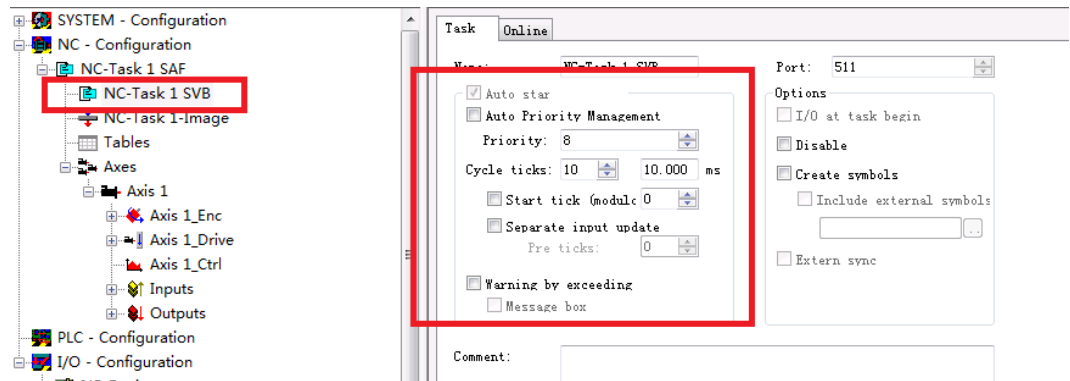 SYSTEM - Configuration
NC - Configuration
NC-Task 1 SAF
NC-Task 1 SVB
NC-Task 1-Image
Tables
Axes
Axis 1
Axis 1_Enc
Axis 1_Drive
Axis 1_Ctrl
Inputs
Outputs
PLC - Configuration
I/O - Configuration
Task
Online
NC-Task 1 SVB
Port: 511
Auto star
Auto Priority Management
Priority: 8
Cycle ticks: 10 10.000 ms
Start tick (modulo 0
Separate input update
Pre ticks: 0
Warning by exceeding
Message box
Options
I/O at task begin
Disable
Create symbols
Include external symbols
..
Extern sync
Comment: